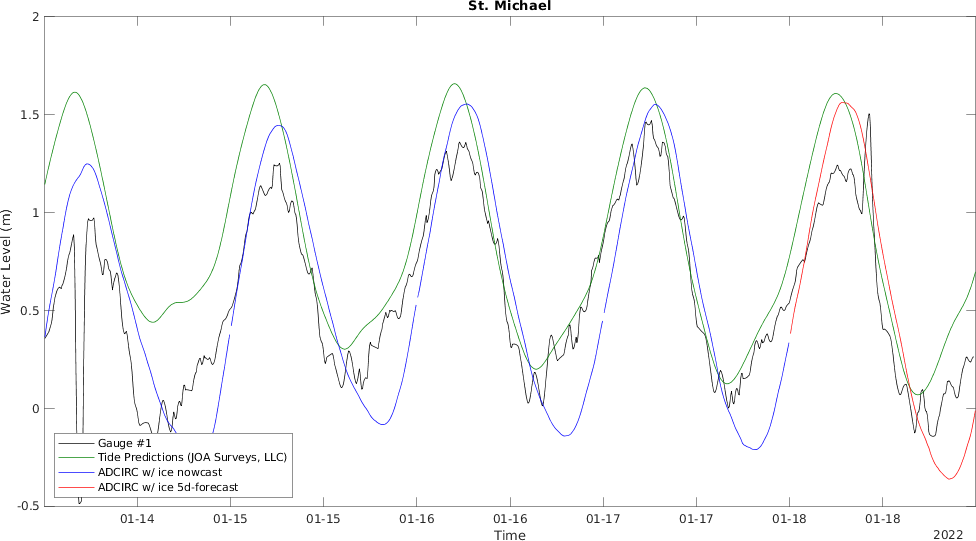 St. Michael
Water Level (m)
2
1.5
1
0.5
0
-0.5
Gauge #1
Tide Predictions (JOA Surveys, LLC)
ADCIRC w/ ice nowcast
ADCIRC w/ ice 5d-forecast
01-14 01-15 01-15 01-16 01-16 01-17 01-17 01-18 01-18
Time
2022